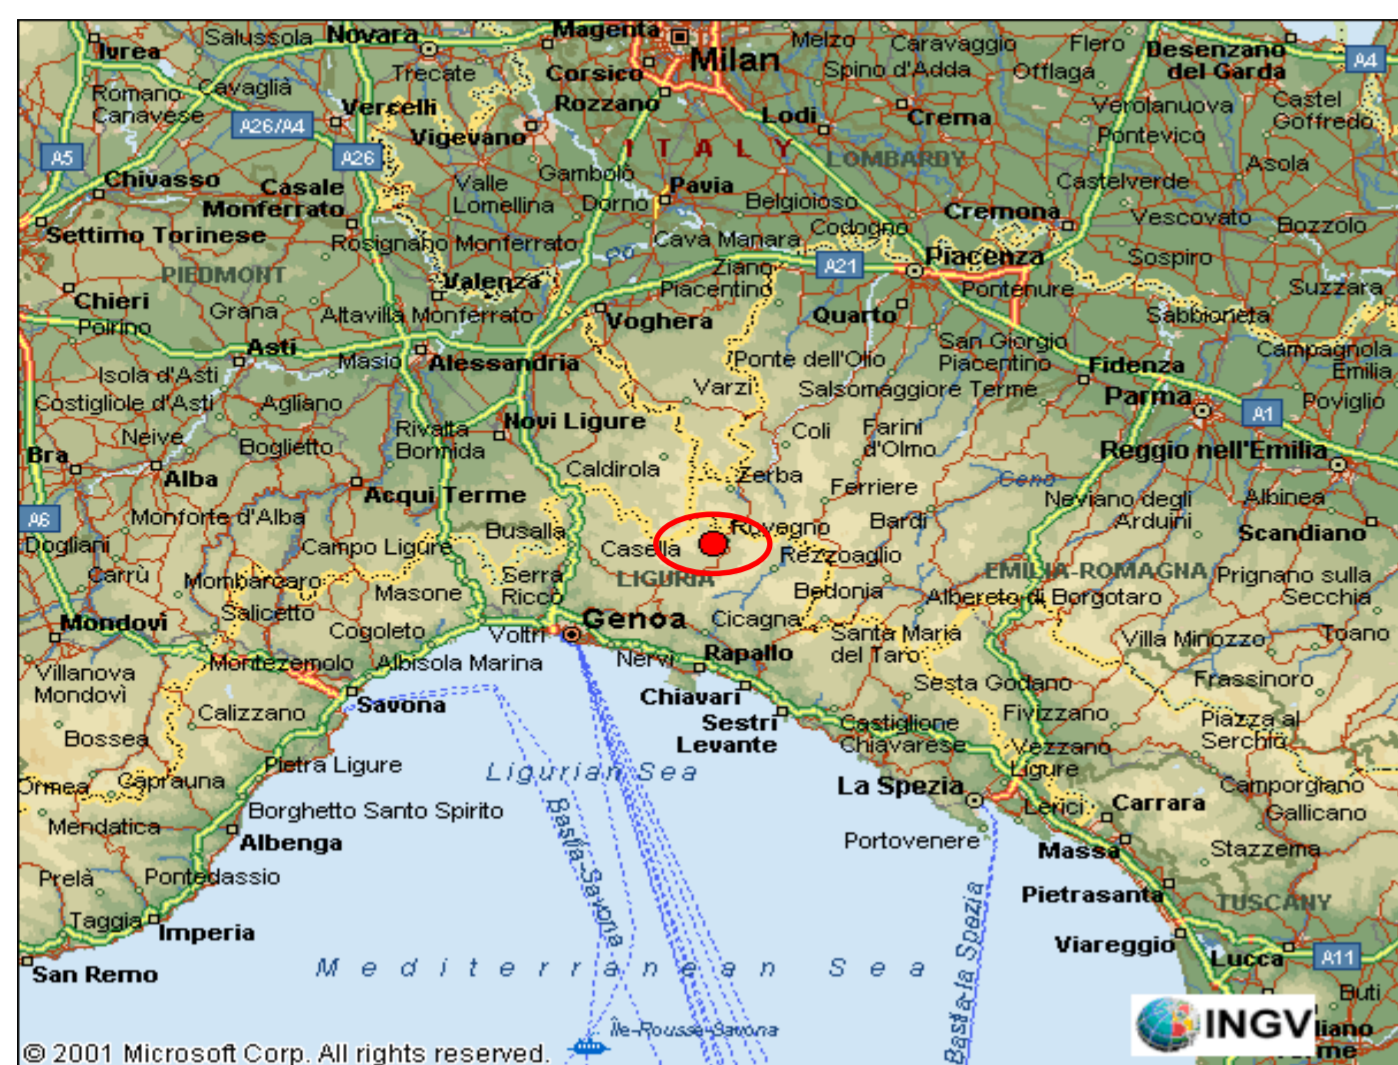 Ivrea
Salussola
Novara
Magenta
Milan
Melzo
Caravaggio
Flero
Desenzano
del Garda
A4
Trecate
Corsico
Spino d'Adda
Offlaga
Romano
Canavese
Cavaglià
Vercelli
Rozzano
Lodi
Crema
Verolanuova
Castel
Goffredo
A26/A4
Vigevano
Pontevico
A5
A26
ITALY
LOMBARDY
Asola
Chivasso
Casale
Monferrato
Valle
Lomellina
Gambolò
Dorno
Pavia
Belgioioso
Castelverde
Settimo Torinese
Rosignano Monferrato
Cava Manara
Codogno
Cremona
Vescovato
Bozzolo
PIEDMONT
Valenza
Po
Ziano
Piacentino
A21
Piacenza
Sospiro
Chieri
Poirino
Grana
Altavilla Monferrato
Voghera
Quarto
Pontenure
Sabbioneta
Suzzara
Asti
Masio
Alessandria
Ponte dell'Olio
San Giorgio
Piacentino
Fidenza
Campagnola
Emilia
Isola d'Asti
Varzi
Salsomaggiore Terme
Parma
A1
Poviglio
Costigliole d'Asti
Agliano
Novi Ligure
Neive
Boglietto
Rivalta
Bormida
Coli
Farini
d'Olmo
Reggio nell'Emilia
Bra
Alba
Acqui Terme
Caldirola
Zerba
Ferriere
Ceno
Neviano degli
Arduini
Albinea
A6
Monforte d'Alba
Busalla
Rovegno
Bardi
Scandiano
Dogliani
Campo Ligure
Casella
Rezzoaglio
Carrù
Mombarcaro
Masone
Serra
Riccò
LIGURIA
Bedonia
EMILIA-ROMAGNA
Prignano sulla
Secchia
Albereto di Borgotaro
Mondovi
Salicetto
Cogoleto
Voltri
Genoa
Cicagna
Santa Maria
del Taro
Villa Minozzo
Toano
Villanova
Mondovì
Montezemolo
Albisola Marina
Nervi
Rapallo
Frassinoro
Savona
Chiavari
Sesta Godano
Calizzano
Sestri
Levante
Castiglione
Chiavarese
Fivizzano
Piazza al
Serchio
Bossea
Vezzano
Ligure
Ormea
Caprauna
Pietra Ligure
Ligurian Sea
La Spezia
Camporgiano
Mendatica
Borghetto Santo Spirito
Bastia-Savona
Lerici
Carrara
Gallicano
Albenga
Portovenere
Massa
Stazzema
Prelà
Pontedassio
Pietrasanta
TUSCANY
Taggia
Imperia
Viareggio
San Remo
Mediterranean Sea
Bastia-la Spezia
Lucca
A11
Buti
Île-Rousse-Savona
INGV
© 2001 Microsoft Corp. All rights reserved.